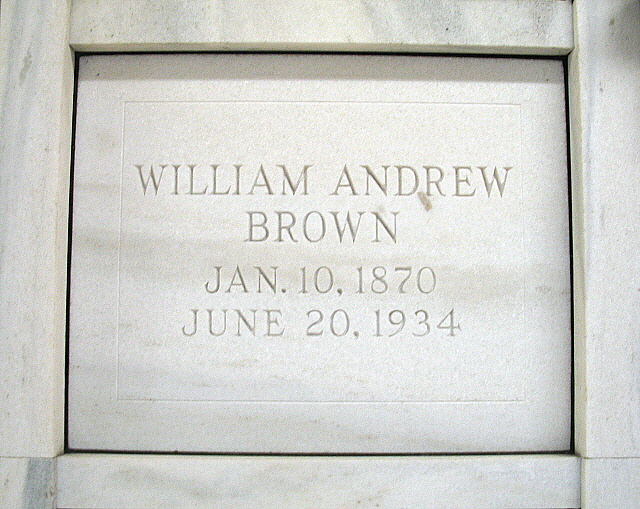 WILLIAM ANDREW
BROWN
JAN. 10, 1870
JUNE 20, 1934